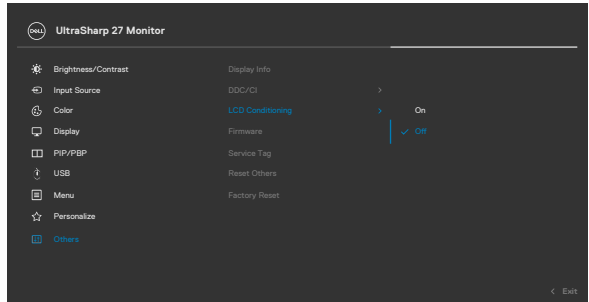 DELL UltraSharp 27 Monitor
Brightness/Contrast Display Info
Input Source DDC/CI >
Color LCD Conditioning > On
Display Firmware ✓ Off
PIP/PBP Service Tag
USB Reset Others
Menu Factory Reset
Personalize
Others
< Exit